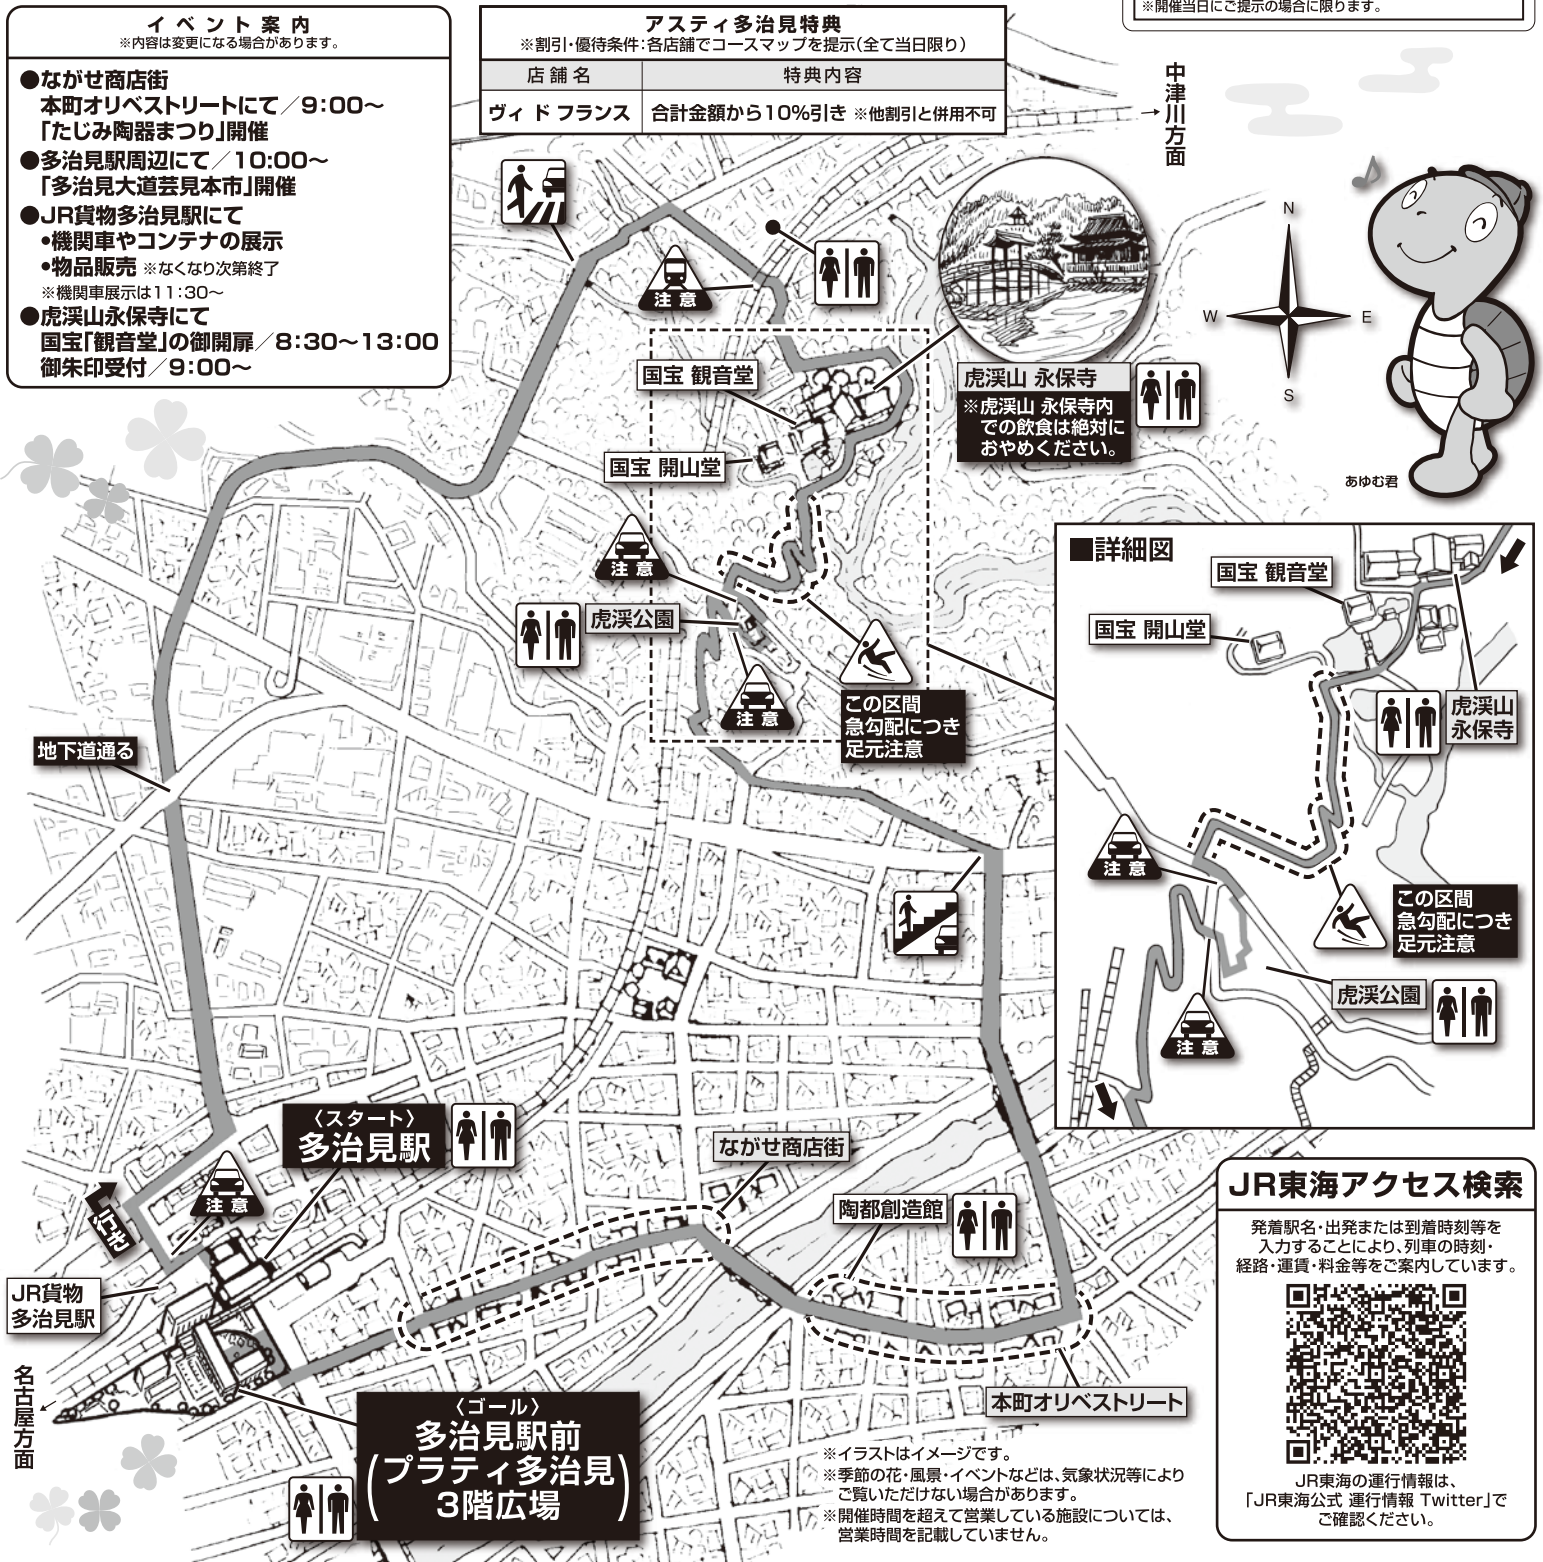 イベント案内
※内容は変更になる場合があります。
●ながせ商店街
本町オリベストリートにて／9：00～
「たじみ陶器まつり」開催
●多治見駅周辺にて／10:00～
「多治見大道芸見本市」開催
●JR貨物多治見駅にて
•機関車やコンテナの展示
•物品販売 ※なくなり次第終了
※機関車展示は11：30～
●虎渓山永保寺にて
国宝「観音堂」の御開扉／8：30～13：00
御朱印受付／9：00～
アスティ多治見特典
※割引・優待条件：各店舗でコースマップを提示（全て当日限り）
店舗名 特典内容
ヴィ ド フランス 合計金額から10％引き ※他割引と併用不可
※開催当日にご提示の場合に限ります。
中津川方面
N
W E
S
あゆむ君
注意
国宝 観音堂
国宝 開山堂
虎渓山 永保寺
※虎渓山 永保寺内
での飲食は絶対に
おやめください。
注意
虎渓公園
注意
この区間
急勾配につき
足元注意
地下道通る
■詳細図
国宝 観音堂
国宝 開山堂
虎渓山
永保寺
注意
この区間
急勾配につき
足元注意
虎渓公園
注意
〈スタート〉
多治見駅
注意
行き
JR貨物
多治見駅
名古屋方面
ながせ商店街
陶都創造館
本町オリベストリート
〈ゴール〉
多治見駅前
（プラティ多治見
3階広場）
※イラストはイメージです。
※季節の花・風景・イベントなどは、気象状況等により
ご覧いただけない場合があります。
※開催時間を超えて営業している施設については、
営業時間を記載していません。
JR東海アクセス検索
発着駅名・出発または到着時刻等を
入力することにより、列車の時刻・
経路・運賃・料金等をご案内しています。
JR東海の運行情報は、
「JR東海公式 運行情報 Twitter」で
ご確認ください。